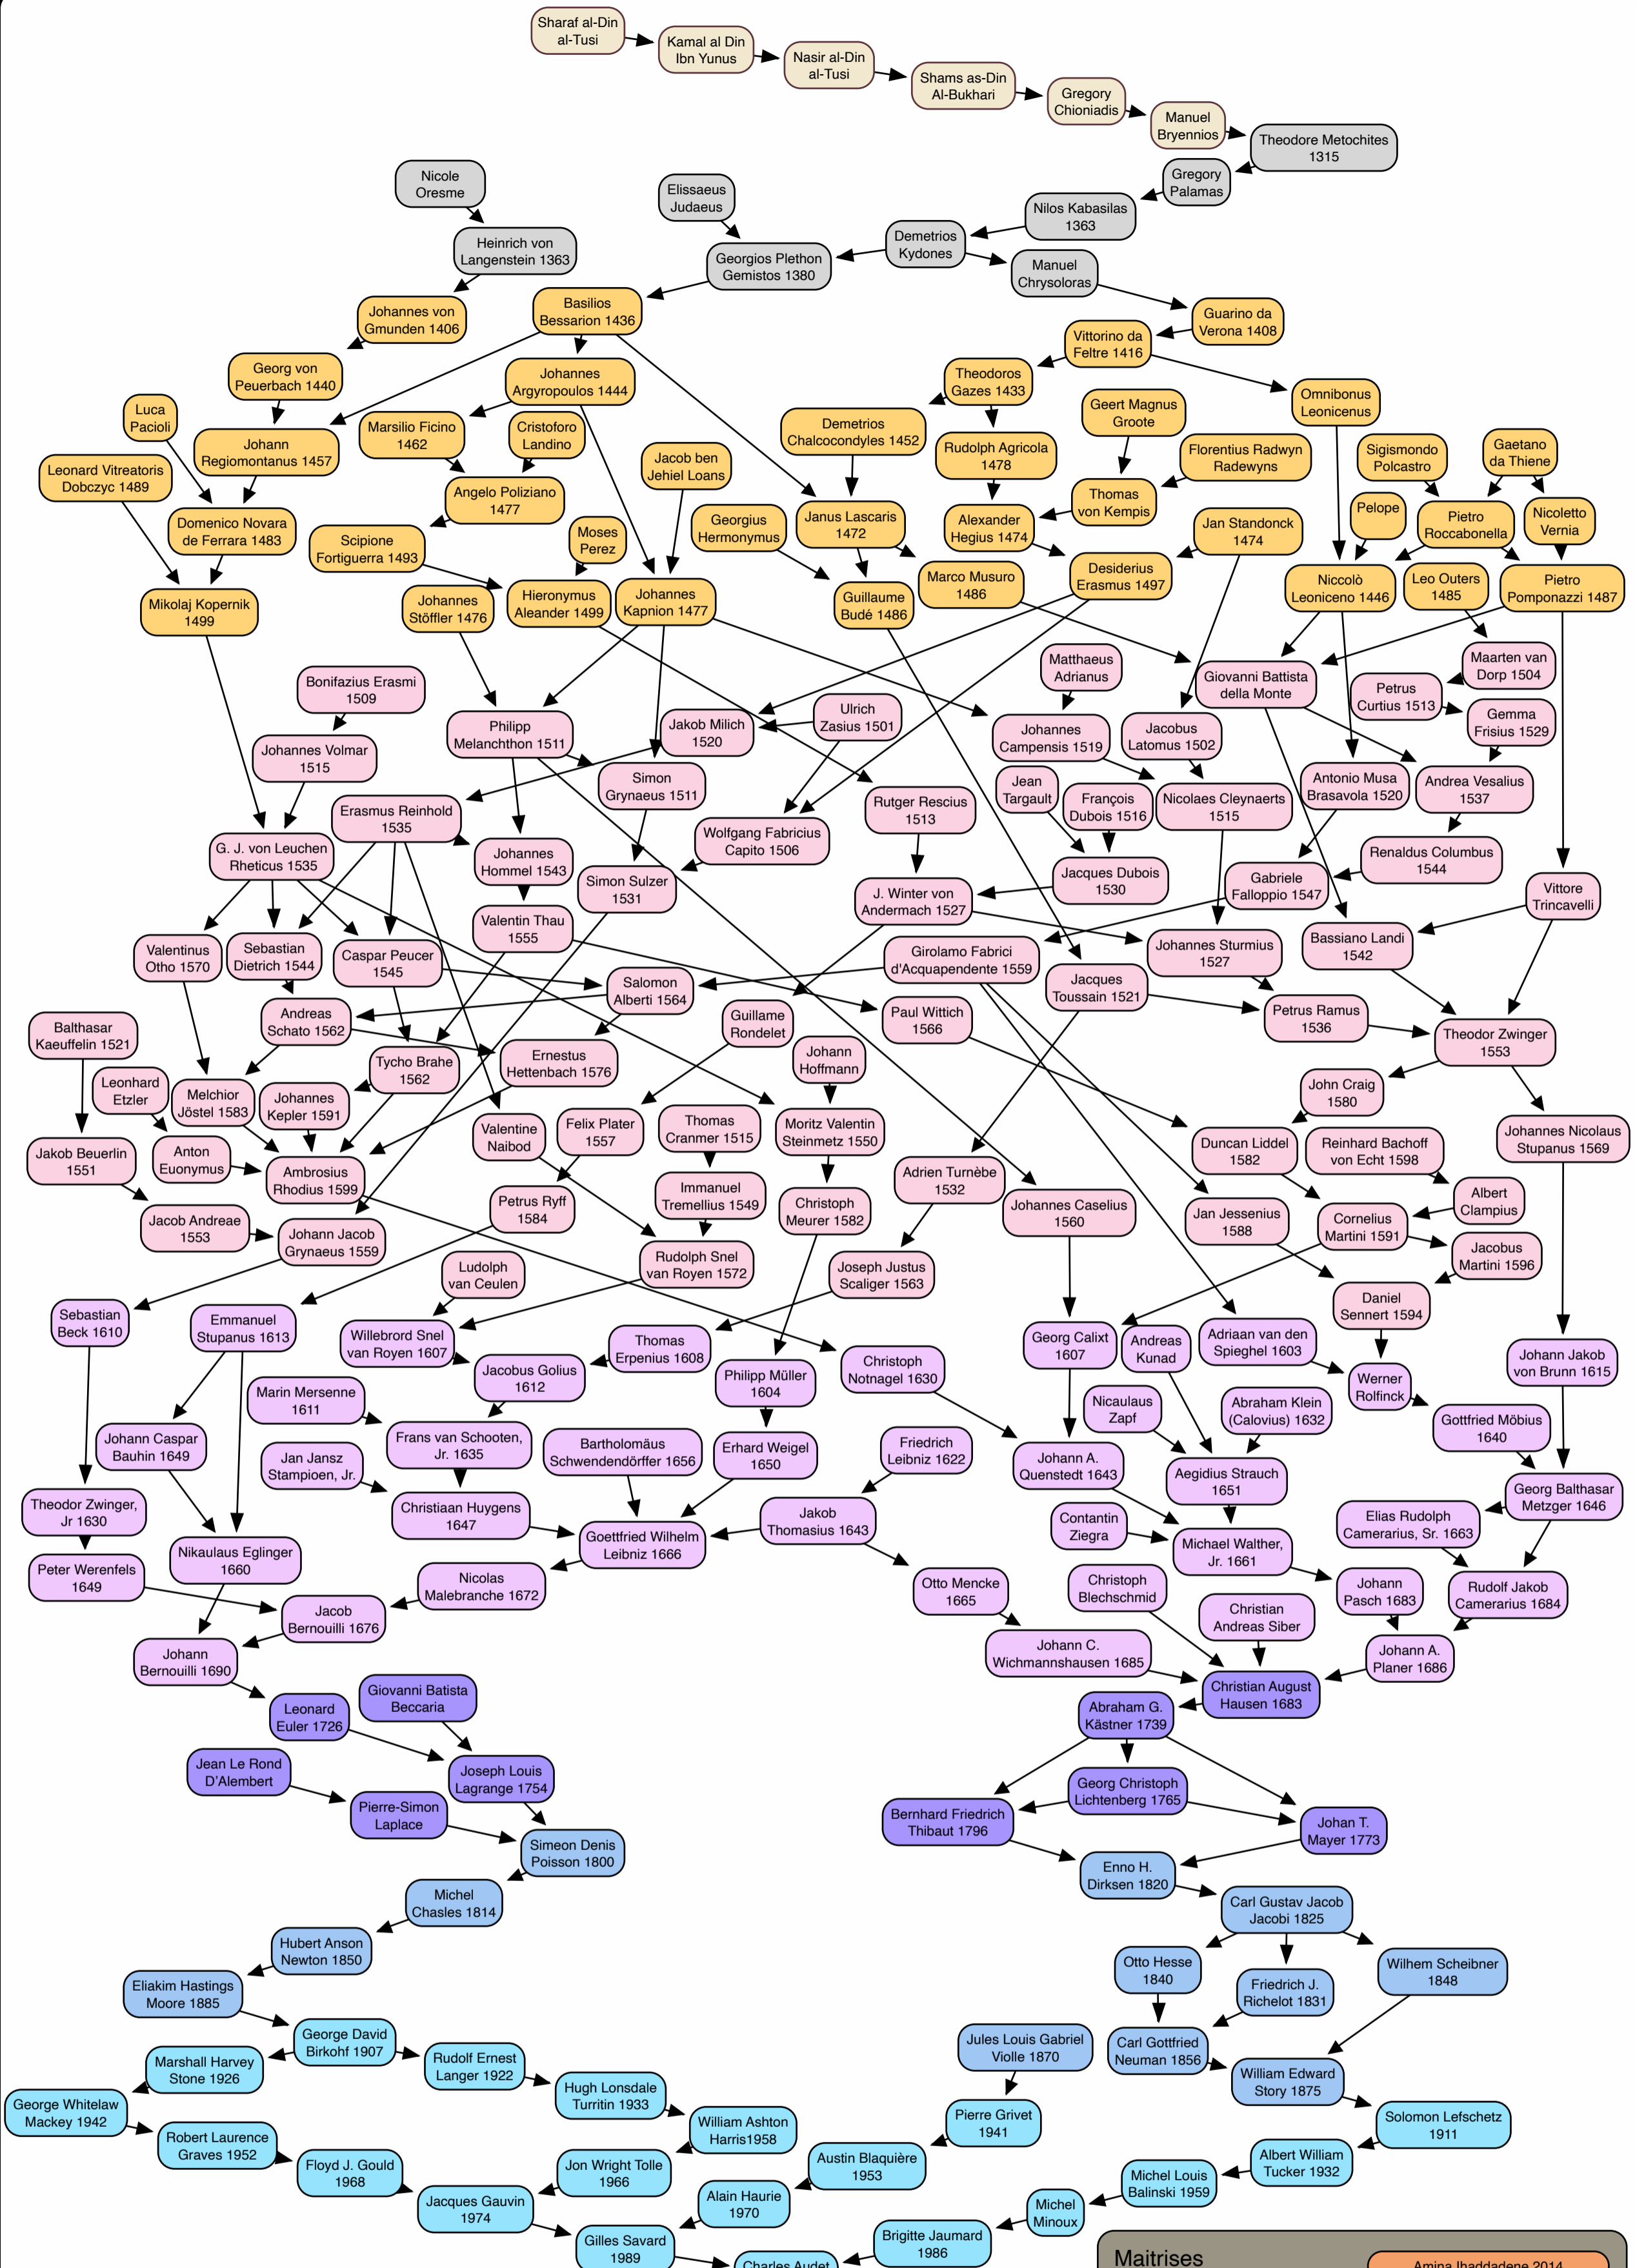 Sharaf al-Din
al-Tusi
Kamal al Din
Ibn Yunus
Nasir al-Din
al-Tusi
Shams as-Din
Al-Bukhari
Gregory
Chioniadis
Manuel
Bryennios
Theodore Metochites
1315
Nicole
Oresme
Elissaeus
Judaeus
Gregory
Palamas
Nilos Kabasilas
1363
Heinrich von
Langenstein 1363
Georgios Plethon
Gemistos 1380
Demetrios
Kydones
Manuel
Chrysoloras
Johannes von
Gmunden 1406
Basilios
Bessarion 1436
Guarino da
Verona 1408
Vittorino da
Feltre 1416
Georg von
Peuerbach 1440
Johannes
Argyropoulos 1444
Theodoros
Gazes 1433
Omnibonus
Leonicenus
Luca
Pacioli
Johann
Regiomontanus 1457
Marsilio Ficino
1462
Cristoforo
Landino
Demetrios
Chalcocondyles 1452
Geert Magnus
Groote
Rudolph Agricola
1478
Florentius Radwyn
Radewyns
Sigismondo
Polcastro
Gaetano
da Thiene
Leonard Vitreatoris
Dobczyc 1489
Jacob ben
Jehiel Loans
Angelo Poliziano
1477
Thomas
von Kempis
Pelope
Pietro
Roccabonella
Nicoletto
Vernia
Domenico Novara
de Ferrara 1483
Scipione
Fortiguerra 1493
Moses
Perez
Georgius
Hermonymus
Janus Lascaris
1472
Alexander
Hegius 1474
Jan Standonck
1474
Mikolaj Kopernik
1499
Johannes
Stöffler 1476
Hieronymus
Aleander 1499
Johannes
Kapnion 1477
Guillaume
Budé 1486
Marco Musuro
1486
Desiderius
Erasmus 1497
Niccolò
Leoniceno 1446
Leo Outers
1485
Pietro
Pomponazzi 1487
Bonifazius Erasmi
1509
Matthaeus
Adrianus
Giovanni Battista
della Monte
Petrus
Curtius 1513
Maarten van
Dorp 1504
Johannes Volmar
1515
Philipp
Melanchthon 1511
Jakob Milich
1520
Ulrich
Zasius 1501
Johannes
Campensis 1519
Jacobus
Latomus 1502
Gemma
Frisius 1529
Simon
Grynaeus 1511
Jean
Targault
Antonio Musa
Brasavola 1520
Andrea Vesalius
1537
Erasmus Reinhold
1535
Rutger Rescius
1513
François
Dubois 1516
Nicolaes Cleynaerts
1515
G. J. von Leuchen
Rheticus 1535
Johannes
Hommel 1543
Wolfgang Fabricius
Capito 1506
Renaldus Columbus
1544
Simon Sulzer
1531
J. Winter von
Andermach 1527
Jacques Dubois
1530
Gabriele
Falloppio 1547
Vittore
Trincavelli
Valentin Thau
1555
Valentinus
Otho 1570
Sebastian
Dietrich 1544
Caspar Peucer
1545
Girolamo Fabrici
d'Acquapendente 1559
Johannes Sturmius
1527
Bassiano Landi
1542
Salomon
Alberti 1564
Jacques
Toussain 1521
Andreas
Schato 1562
Guillame
Rondelet
Paul Wittich
1566
Petrus Ramus
1536
Balthasar
Kaeuffelin 1521
Theodor Zwinger
1553
Leonhard
Etzler
Tycho Brahe
1562
Ernestus
Hettenbach 1576
Johann
Hoffmann
Melchior
Jöstel 1583
Johannes
Kepler 1591
John Craig
1580
Valentine
Naibod
Felix Plater
1557
Thomas
Cranmer 1515
Moritz Valentin
Steinmetz 1550
Jakob Beuerlin
1551
Anton
Euonymus
Ambrosius
Rhodius 1599
Duncan Liddel
1582
Reinhard Bachoff
von Echt 1598
Johannes Nicolaus
Stupanus 1569
Jacob Andreae
1553
Johann Jacob
Grynaeus 1559
Petrus Ryff
1584
Immanuel
Tremellius 1549
Christoph
Meurer 1582
Adrien Turnèbe
1532
Johannes Caselius
1560
Jan Jessenius
1588
Cornelius
Martini 1591
Albert
Clampius
Ludolph
van Ceulen
Rudolph Snel
van Royen 1572
Joseph Justus
Scaliger 1563
Jacobus
Martini 1596
Sebastian
Beck 1610
Emmanuel
Stupanus 1613
Daniel
Sennert 1594
Willebrord Snel
van Royen 1607
Thomas
Erpenius 1608
Georg Calixt
1607
Andreas
Kunad
Adriaan van den
Spieghel 1603
Jacobus Golius
1612
Philipp Müller
1604
Christoph
Notnagel 1630
Werner
Rolfinck
Johann Jakob
von Brunn 1615
Marin Mersenne
1611
Nicaulaus
Zapf
Abraham Klein
(Calovius) 1632
Johann Caspar
Bauhin 1649
Frans van Schooten,
Jr. 1635
Gottfried Möbius
1640
Jan Jansz
Stampioen, Jr.
Bartholomäus
Schwendendörffer 1656
Erhard Weigel
1650
Friedrich
Leibniz 1622
Johann A.
Quenstedt 1643
Aegidius Strauch
1651
Georg Balthasar
Metzger 1646
Theodor Zwinger,
Jr 1630
Christiaan Huygens
1647
Jakob
Thomasius 1643
Contantin
Ziegra
Elias Rudolph
Camerarius, Sr. 1663
Nikaulaus Eglinger
1660
Goettfried Wilhelm
Leibniz 1666
Michael Walther,
Jr. 1661
Peter Werenfels
1649
Nicolas
Malebranche 1672
Otto Mencke
1665
Christoph
Blechschmid
Johann
Pasch 1683
Rudolf Jakob
Camerarius 1684
Jacob
Bernouilli 1676
Christian
Andreas Siber
Johann
Bernouilli 1690
Johann C.
Wichmannshausen 1685
Johann A.
Planer 1686
Giovanni Batista
Beccaria
Christian August
Hausen 1683
Leonard
Euler 1726
Abraham G.
Kästner 1739
Jean Le Rond
D'Alembert
Joseph Louis
Lagrange 1754
Georg Christoph
Lichtenberg 1765
Pierre-Simon
Laplace
Bernhard Friedrich
Thibaut 1796
Johan T.
Mayer 1773
Simeon Denis
Poisson 1800
Enno H.
Dirksen 1820
Michel
Chasles 1814
Carl Gustav Jacob
Jacobi 1825
Hubert Anson
Newton 1850
Otto Hesse
1840
Friedrich J.
Richelot 1831
Wilhem Scheibner
1848
Eliakim Hastings
Moore 1885
George David
Birkohf 1907
Jules Louis Gabriel
Violle 1870
Carl Gottfried
Neuman 1856
Marshall Harvey
Stone 1926
Rudolf Ernest
Langer 1922
William Edward
Story 1875
George Whitelaw
Mackey 1942
Hugh Lonsdale
Turritin 1933
William Ashton
Harris1958
Pierre Grivet
1941
Solomon Lefschetz
1911
Robert Laurence
Graves 1952
Floyd J. Gould
1968
Jon Wright Tolle
1966
Austin Blaquière
1953
Albert William
Tucker 1932
Michel Louis
Balinski 1959
Jacques Gauvin
1974
Alain Haurie
1970
Michel
Minoux
Gilles Savard
1989
Brigitte Jaumard
1986
Charles Audet
Maitrises
Amina Ihaddadene 2014